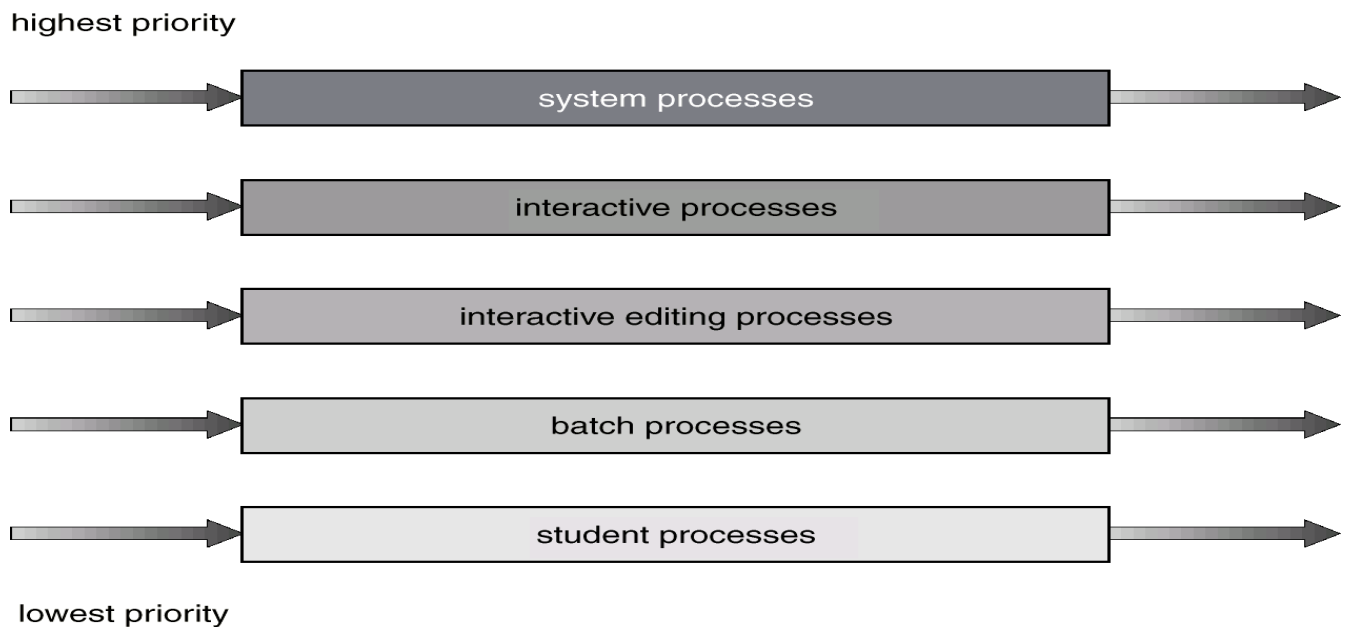 highest priority
system processes
interactive processes
interactive editing processes
batch processes
student processes
lowest priority